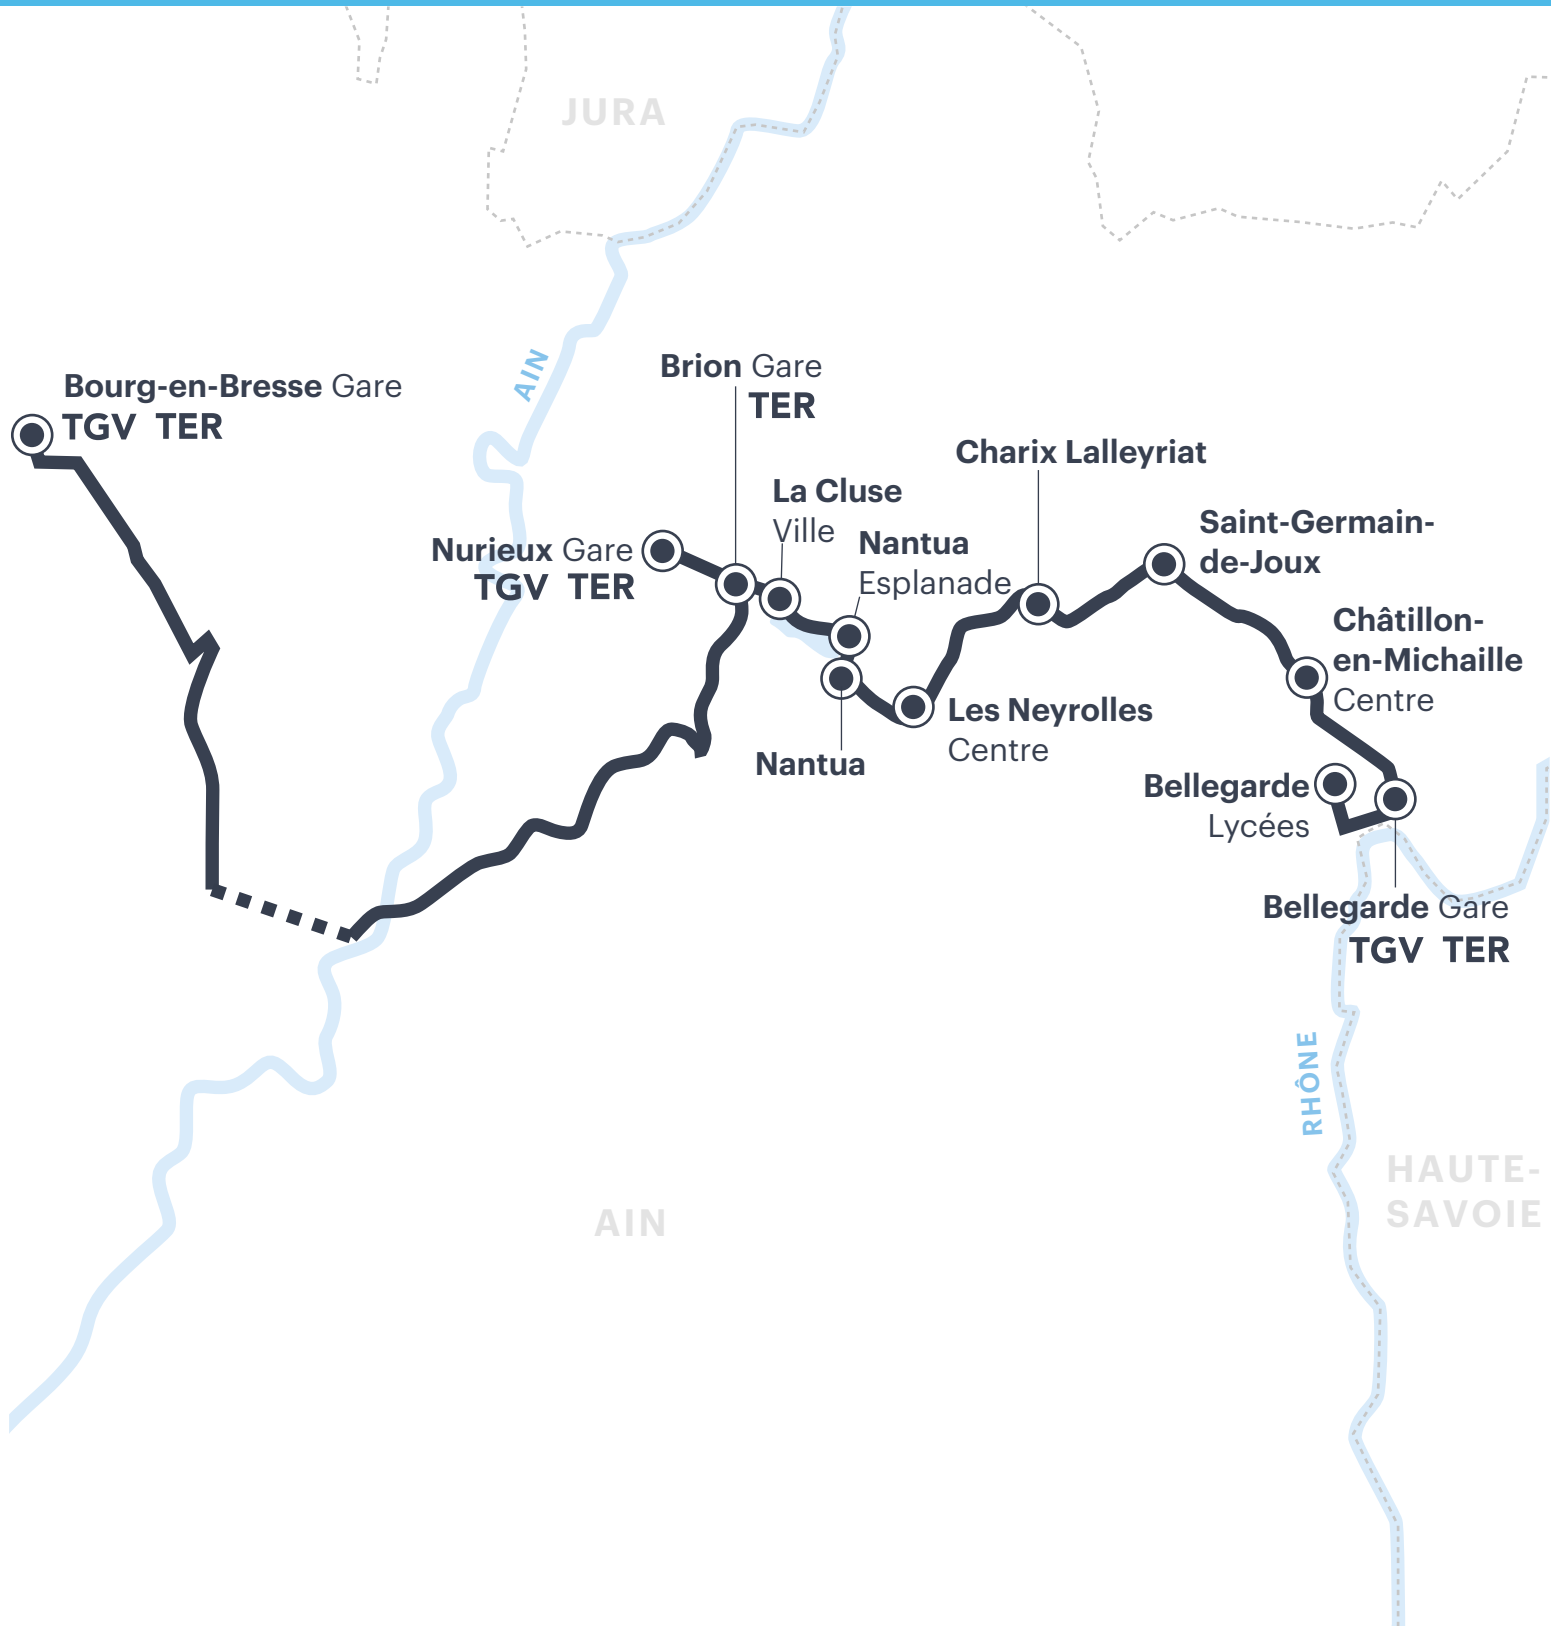 JURA
AIN
Brion Gare
TER
Bourg-en-Bresse Gare
TGV TER
Charix Lalleyriat
La Cluse
Ville
Nantua
Esplanade
Saint-Germain-
de-Joux
Nurieux Gare
TGV TER
Châtillon-
en-Michaille
Centre
Les Neyrolles
Centre
Nantua
Bellegarde
Lycées
Bellegarde Gare
TGV TER
RHÔNE
HAUTE-
SAVOIE
AIN